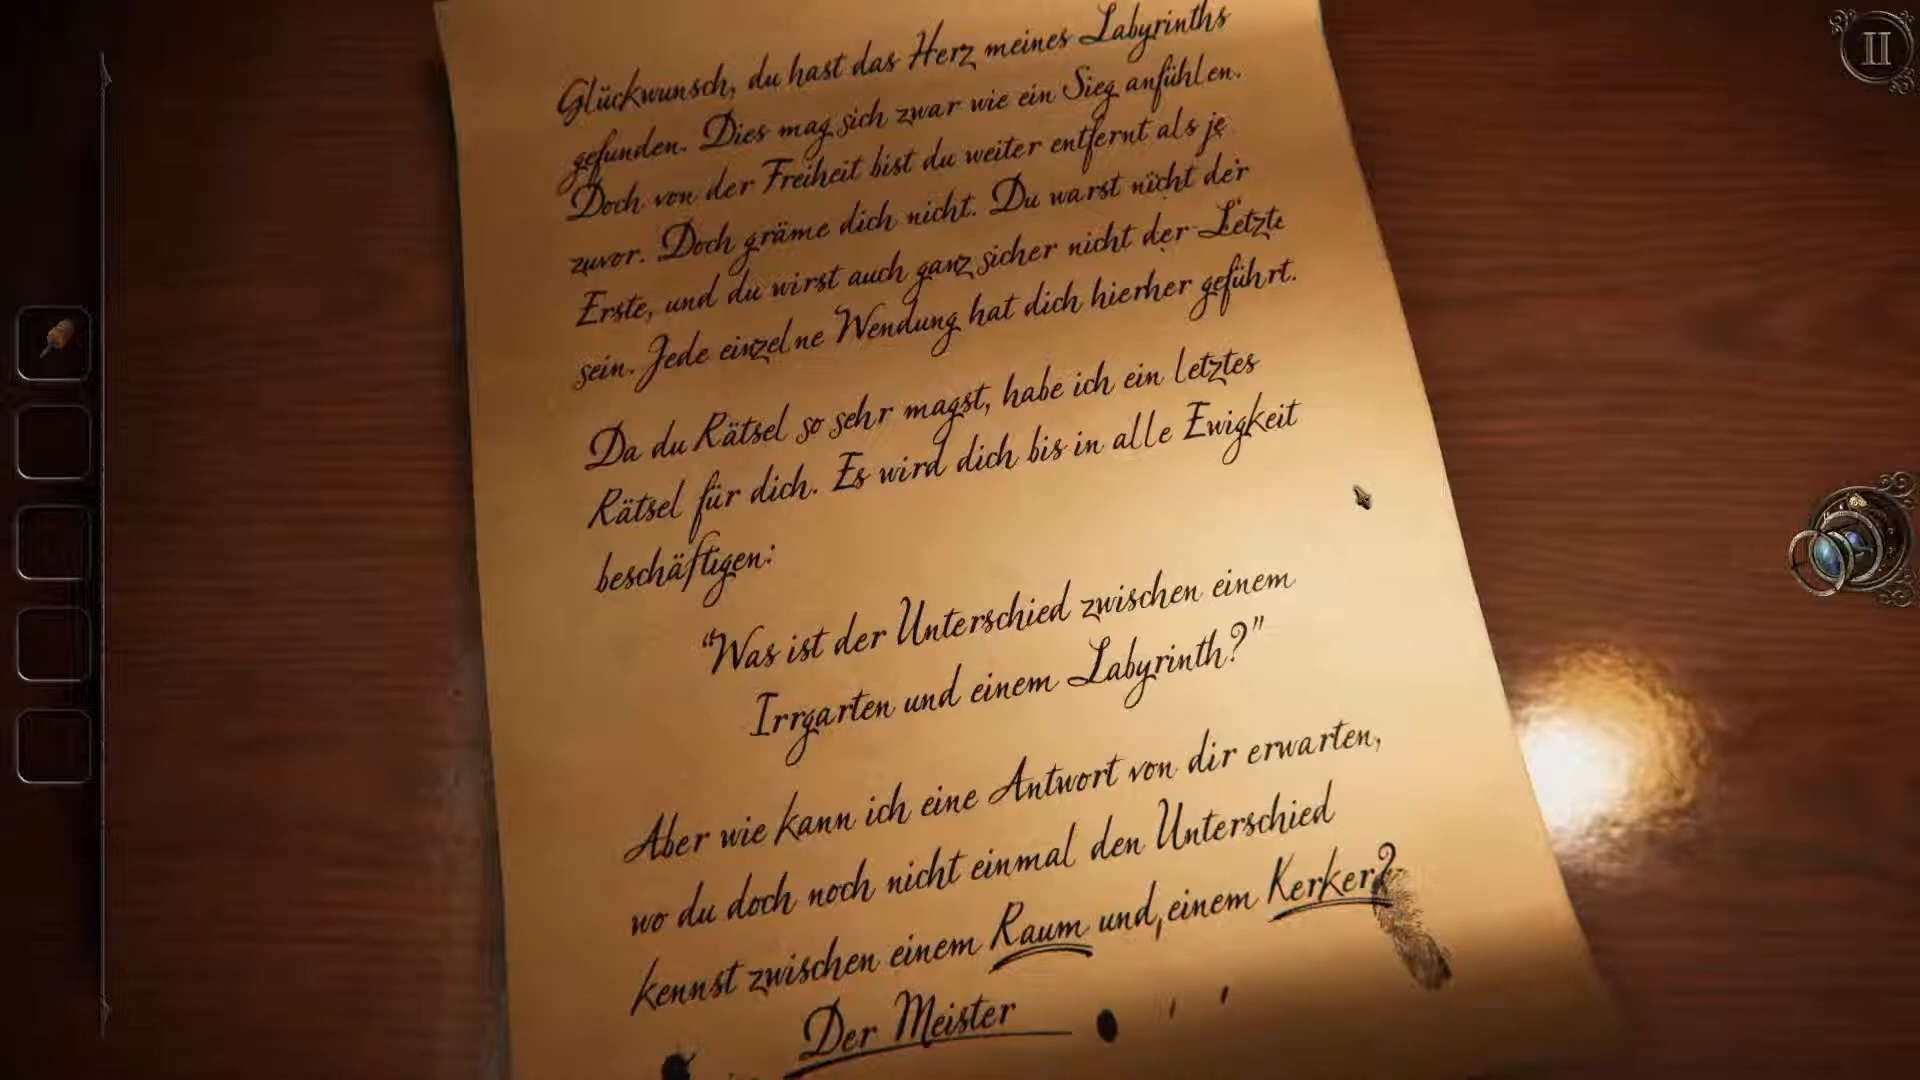 Glückwunsch, du hast das Herz meines Labyrinths
gefunden. Dies mag sich zwar wie ein Sieg anfühlen.
Doch von der Freiheit bist du weiter entfernt als je
zuvor. Doch gräme dich nicht. Du warst nicht der
Erste, und du wirst auch ganz sicher nicht der Letzte
sein. Jede einzelne Wendung hat dich hierher geführt.
Da du Rätsel so sehr magst, habe ich ein letztes
Rätsel für dich. Es wird dich bis in alle Ewigkeit
beschäftigen:
“Was ist der Unterschied zwischen einem
Irrgarten und einem Labyrinth?”
Aber wie kann ich eine Antwort von dir erwarten,
wo du doch noch nicht einmal den Unterschied
kennst zwischen einem Raum und einem Kerker?
Der Meister